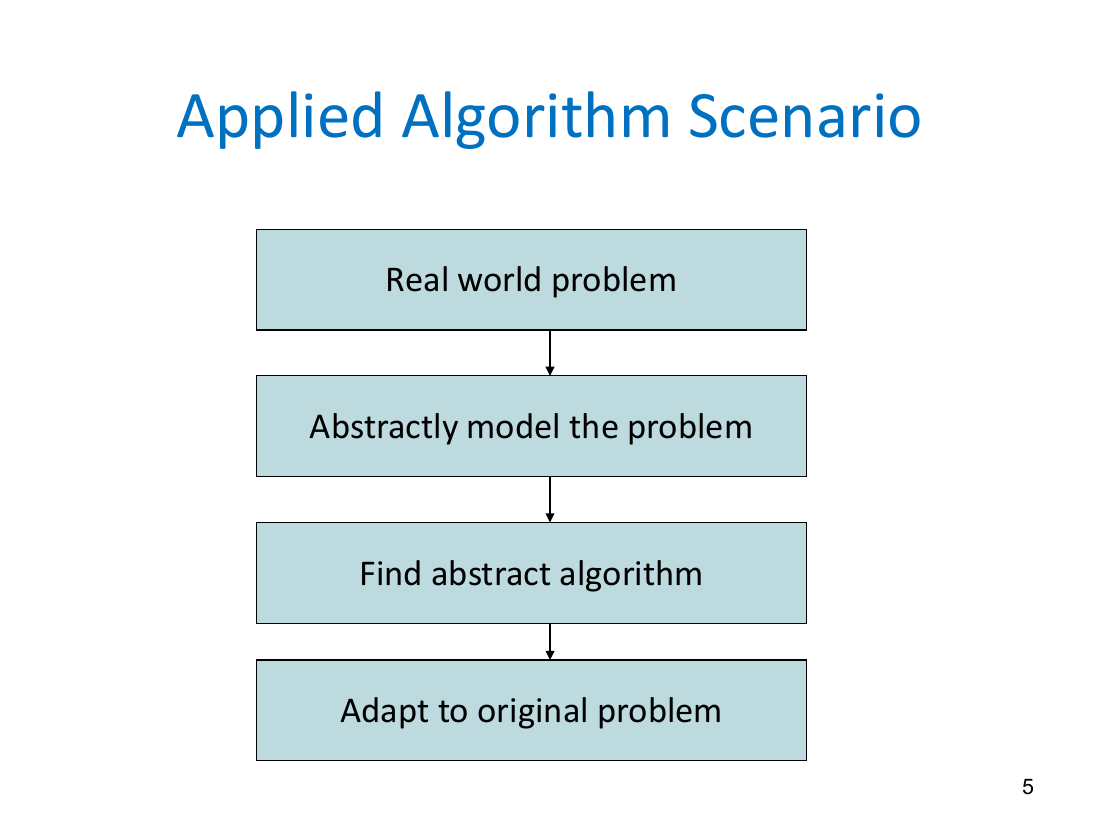 Applied Algorithm Scenario
Real world problem
Abstractly model the problem
Find abstract algorithm
Adapt to original problem
5